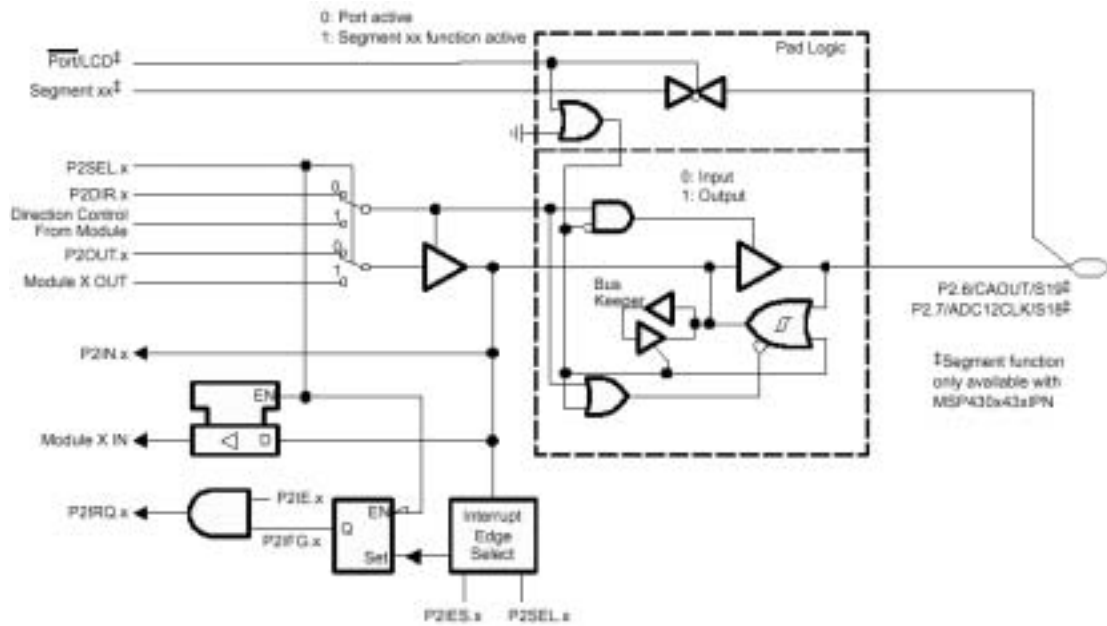 0: Port active
1: Segment xx function active
Pad Logic
Port/LCD‡
Segment xx‡
P2SEL.x
0: Input
1: Output
P2DIR.x
0
Direction Control
From Module
1
P2OUT.x
0
Module X OUT
1
Bus
Keeper
P2.6/CAOUT/S19‡
P2.7/ADC12CLK/S18‡
P2IN.x
‡Segment function
only available with
MSP430x43xIPN
EN
Module X IN
D
P2IE.x
P2IRQ.x
EN
Interrupt
Edge
Select
Q
P2IFG.x
Set
P2IES.x
P2SEL.x